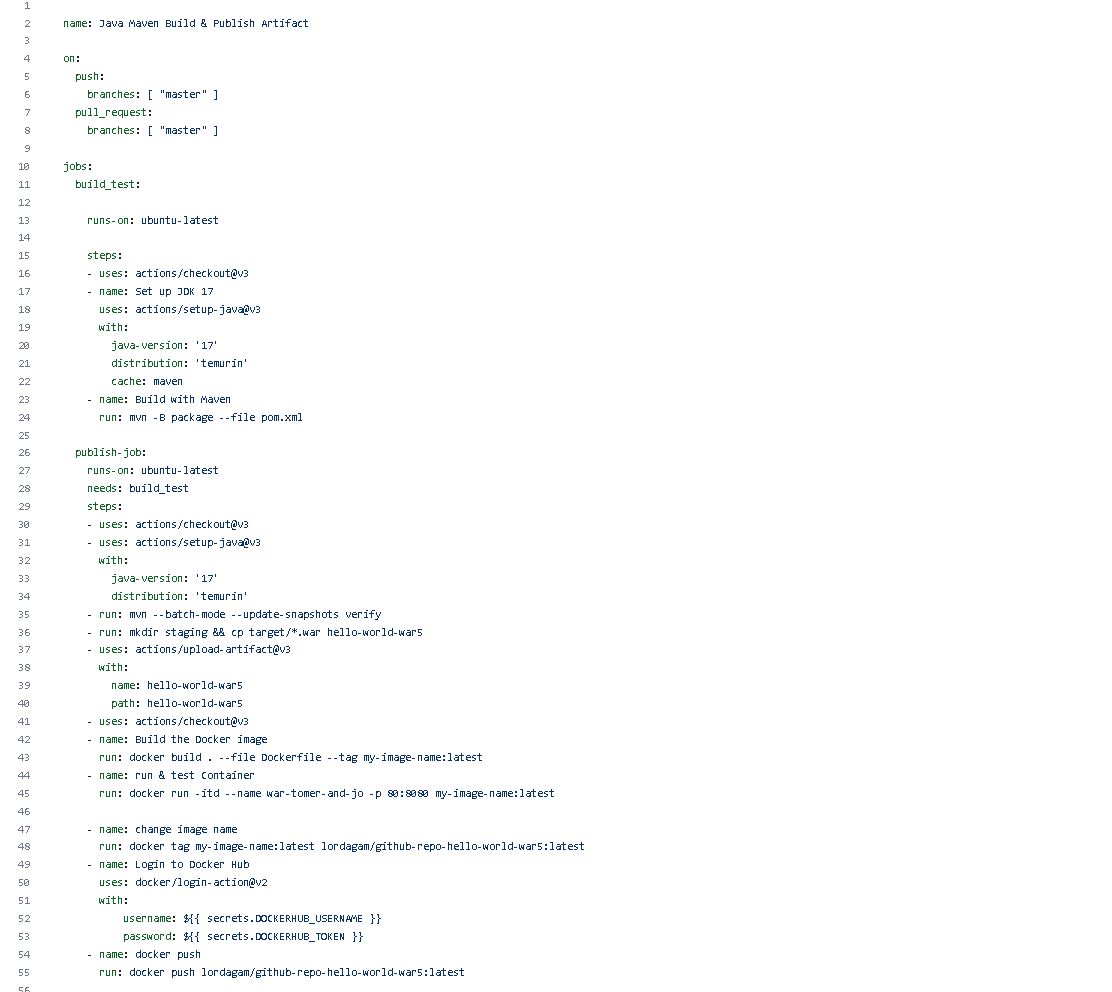 1
2 name: Java Maven Build & Publish Artifact
3
4 on:
5   push:
6     branches: [ "master" ]
7   pull_request:
8     branches: [ "master" ]
9
10 jobs:
11   build_test:
12
13     runs-on: ubuntu-latest
14
15     steps:
16     - uses: actions/checkout@v3
17     - name: Set up JDK 17
18       uses: actions/setup-java@v3
19       with:
20         java-version: '17'
21         distribution: 'temurin'
22         cache: maven
23     - name: Build with Maven
24       run: mvn -B package --file pom.xml
25
26   publish-job:
27     runs-on: ubuntu-latest
28     needs: build_test
29     steps:
30     - uses: actions/checkout@v3
31     - uses: actions/setup-java@v3
32       with:
33         java-version: '17'
34         distribution: 'temurin'
35     - run: mvn --batch-mode --update-snapshots verify
36     - run: mkdir staging && cp target/*.war hello-world-war5
37     - uses: actions/upload-artifact@v3
38       with:
39         name: hello-world-war5
40         path: hello-world-war5
41     - uses: actions/checkout@v3
42     - name: Build the Docker image
43       run: docker build . --file Dockerfile --tag my-image-name:latest
44     - name: run & test Container
45       run: docker run -itd --name war-tomer-and-jo -p 80:8080 my-image-name:latest
46
47     - name: change image name
48       run: docker tag my-image-name:latest lordagam/github-repo-hello-world-war5:latest
49     - name: Login to Docker Hub
50       uses: docker/login-action@v2
51       with:
52           username: ${{ secrets.DOCKERHUB_USERNAME }}
53           password: ${{ secrets.DOCKERHUB_TOKEN }}
54     - name: docker push
55       run: docker push lordagam/github-repo-hello-world-war5:latest
56